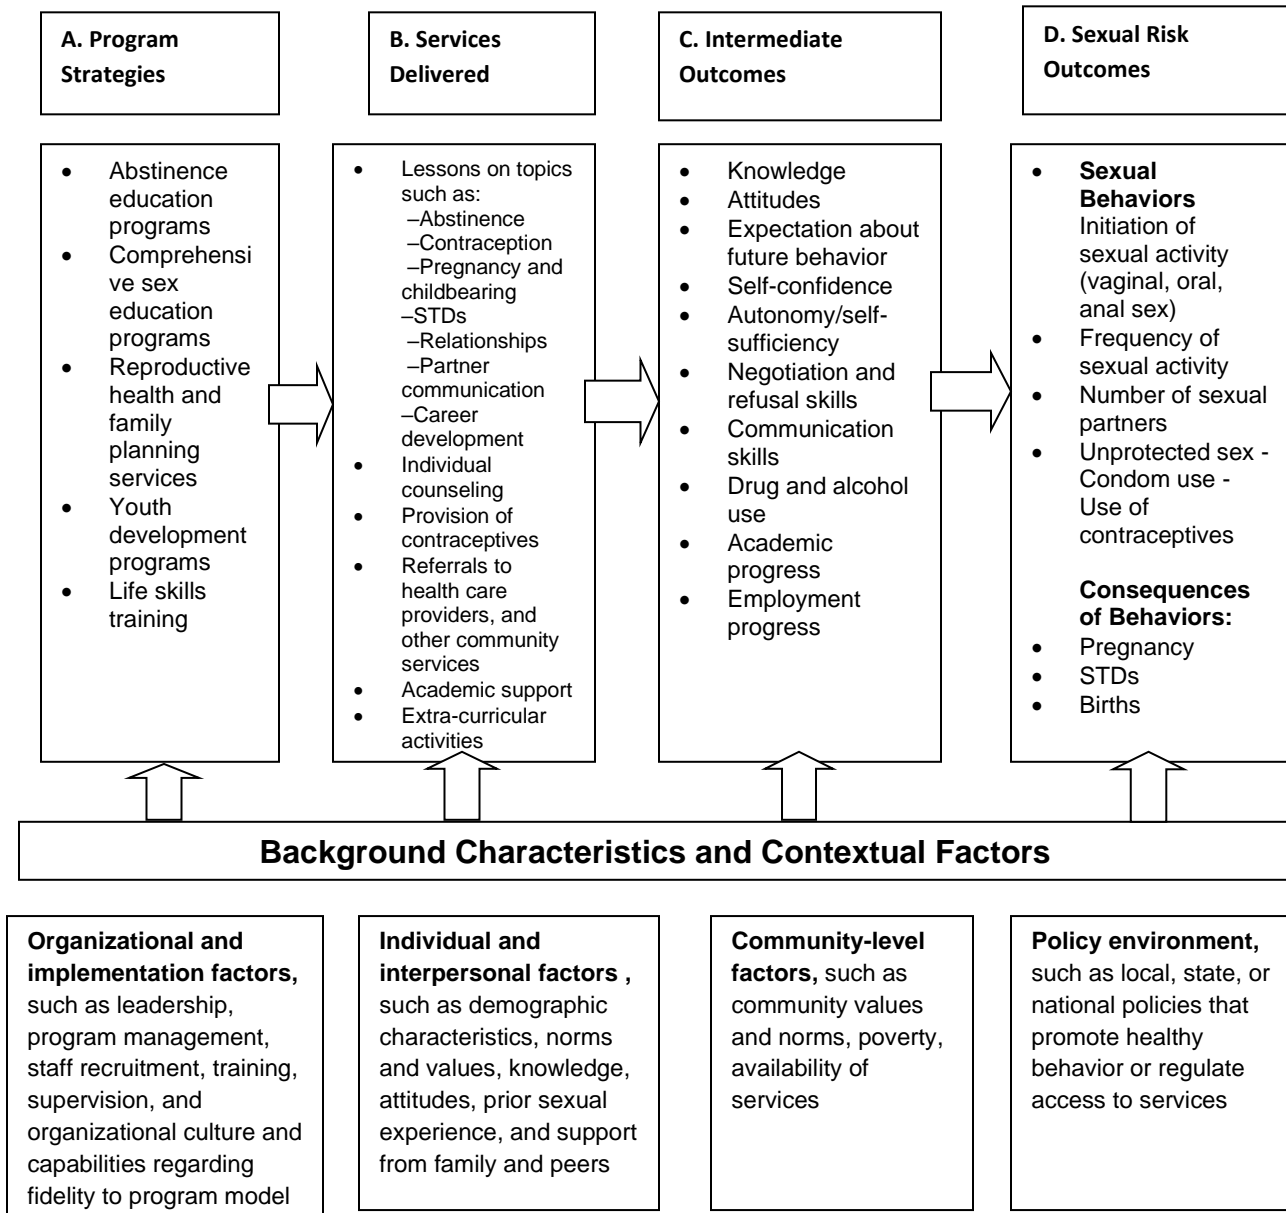 A. Program
Strategies
B. Services
Delivered
C. Intermediate
Outcomes
D. Sexual Risk
Outcomes
• Abstinence
education
programs
• Comprehensi
ve sex
education
programs
• Reproductive
health and
family
planning
services
• Youth
development
programs
• Life skills
training
• Lessons on topics
such as:
–Abstinence
–Contraception
–Pregnancy and
childbearing
–STDs
–Relationships
–Partner
communication
–Career
development
• Individual
counseling
• Provision of
contraceptives
• Referrals to
health care
providers, and
other community
services
• Academic support
• Extra-curricular
activities
• Knowledge
• Attitudes
• Expectation about
future behavior
• Self-confidence
• Autonomy/self-
sufficiency
• Negotiation and
refusal skills
• Communication
skills
• Drug and alcohol
use
• Academic
progress
• Employment
progress
• Sexual
Behaviors
Initiation of
sexual activity
(vaginal, oral,
anal sex)
• Frequency of
sexual activity
• Number of sexual
partners
• Unprotected sex -
Condom use -
Use of
contraceptives
Consequences
of Behaviors:
• Pregnancy
• STDs
• Births
Background Characteristics and Contextual Factors
Organizational and
implementation factors,
such as leadership,
program management,
staff recruitment, training,
supervision, and
organizational culture and
capabilities regarding
fidelity to program model
Individual and
interpersonal factors ,
such as demographic
characteristics, norms
and values, knowledge,
attitudes, prior sexual
experience, and support
from family and peers
Community-level
factors, such as
community values
and norms, poverty,
availability of
services
Policy environment,
such as local, state, or
national policies that
promote healthy
behavior or regulate
access to services